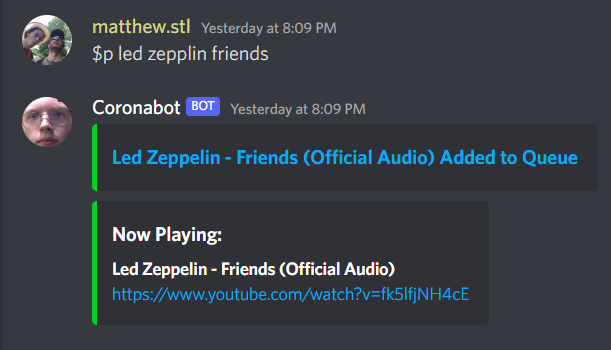 matthew.stl Yesterday at 8:09 PM
$p led zepplin friends
Coronabot BOT Yesterday at 8:09 PM
Led Zeppelin - Friends (Official Audio) Added to Queue
Now Playing:
Led Zeppelin - Friends (Official Audio)
https://www.youtube.com/watch?v=fk5lfjNH4cE